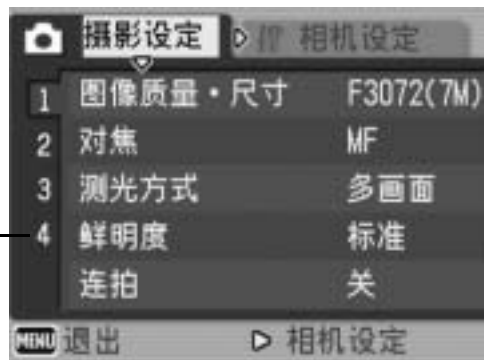 摄影设定 相机设定
1 图像质量・尺寸 F3072(7M)
2 对焦 MF
3 测光方式 多画面
4 鲜明度 标准
连拍 关
MENU 退出 ▷ 相机设定